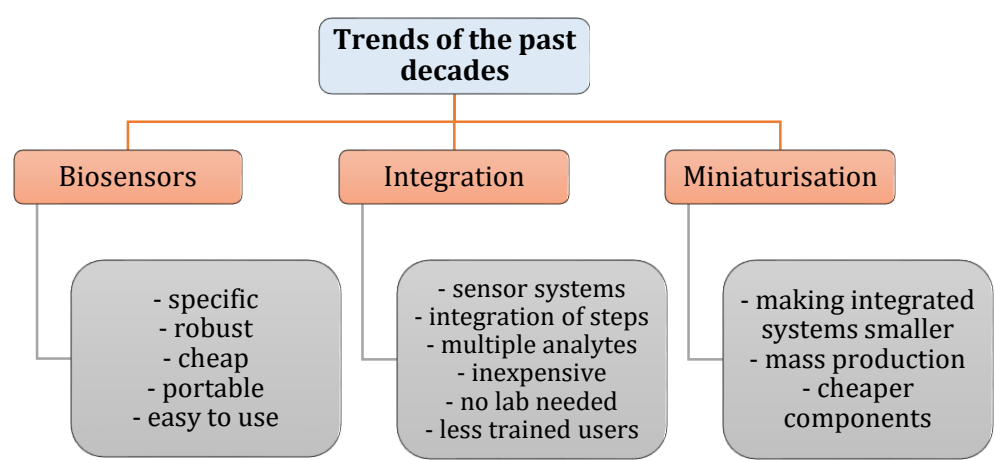 Trends of the past
decades
Biosensors
- specific
- robust
- cheap
- portable
- easy to use
Integration
- sensor systems
- integration of steps
- multiple analytes
- inexpensive
- no lab needed
- less trained users
Miniaturisation
- making integrated
systems smaller
- mass production
- cheaper
components